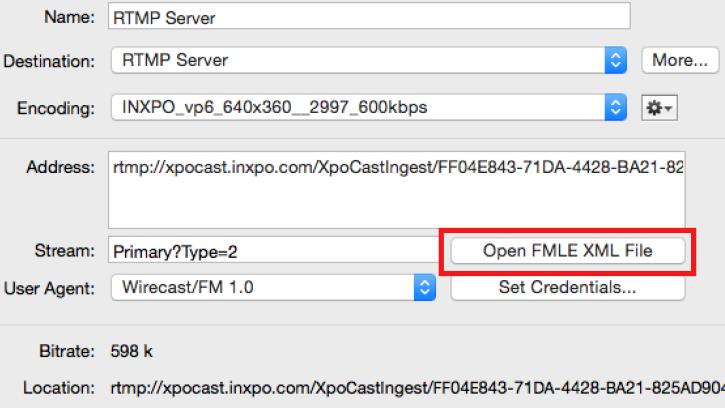 Name: RTMP Server
Destination: RTMP Server More...
Encoding: INXPO_vp6_640x360__2997_600kbps
Address: rtmp://xpocast.inxpo.com/XpoCastIngest/FF04E843-71DA-4428-BA21-82
Stream: Primary?Type=2 Open FMLE XML File
User Agent: Wirecast/FM 1.0 Set Credentials...
Bitrate: 598 k
Location: rtmp://xpocast.inxpo.com/XpoCastIngest/FF04E843-71DA-4428-BA21-825AD904